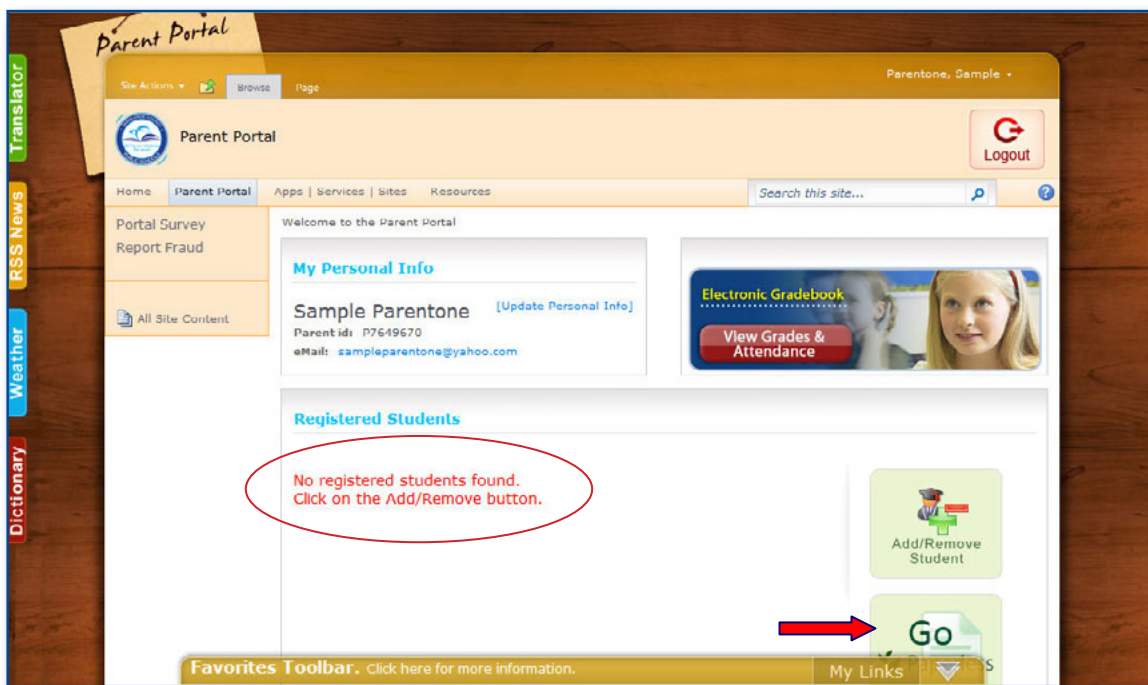 Parent Portal
Translator
RSS News
Weather
Dictionary
Parentone, Sample
Site Actions
Browse
Page
Parent Portal
Logout
Home
Parent Portal
Apps | Services | Sites
Resources
Search this site...
Portal Survey
Report Fraud
All Site Content
Welcome to the Parent Portal
My Personal Info
Sample Parentone
[Update Personal Info]
Parent id: P7649670
eMail: sampleparentone@yahoo.com
Electronic Gradebook
View Grades &
Attendance
Registered Students
No registered students found.
Click on the Add/Remove button.
Add/Remove
Student
Go
Favorites Toolbar. Click here for more information.
My Links